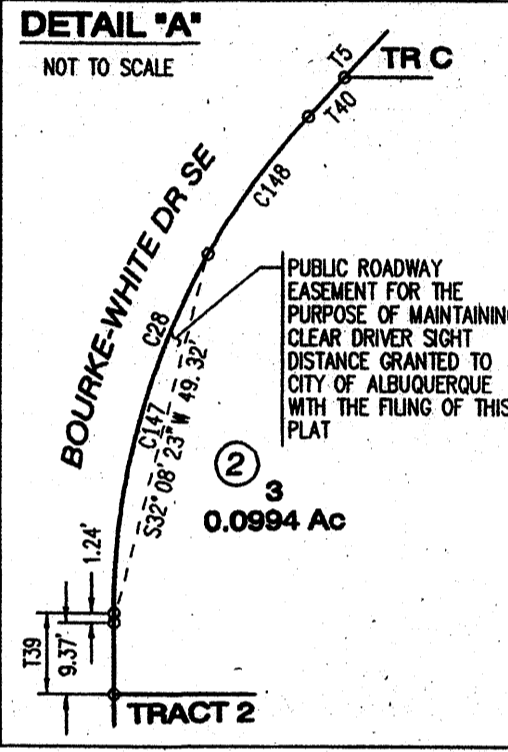 DETAIL "A"
NOT TO SCALE
T5
TR C
T40
C148
BOURKE-WHITE DR SE
PUBLIC ROADWAY
EASEMENT FOR THE
PURPOSE OF MAINTAINING
CLEAR DRIVER SIGHT
DISTANCE GRANTED TO
CITY OF ALBUQUERQUE
WITH THE FILING OF THIS
PLAT
C28
C147
S32°08'23"W 49.32'
2
3
0.0994 Ac
1.24'
T39
9.37'
TRACT 2